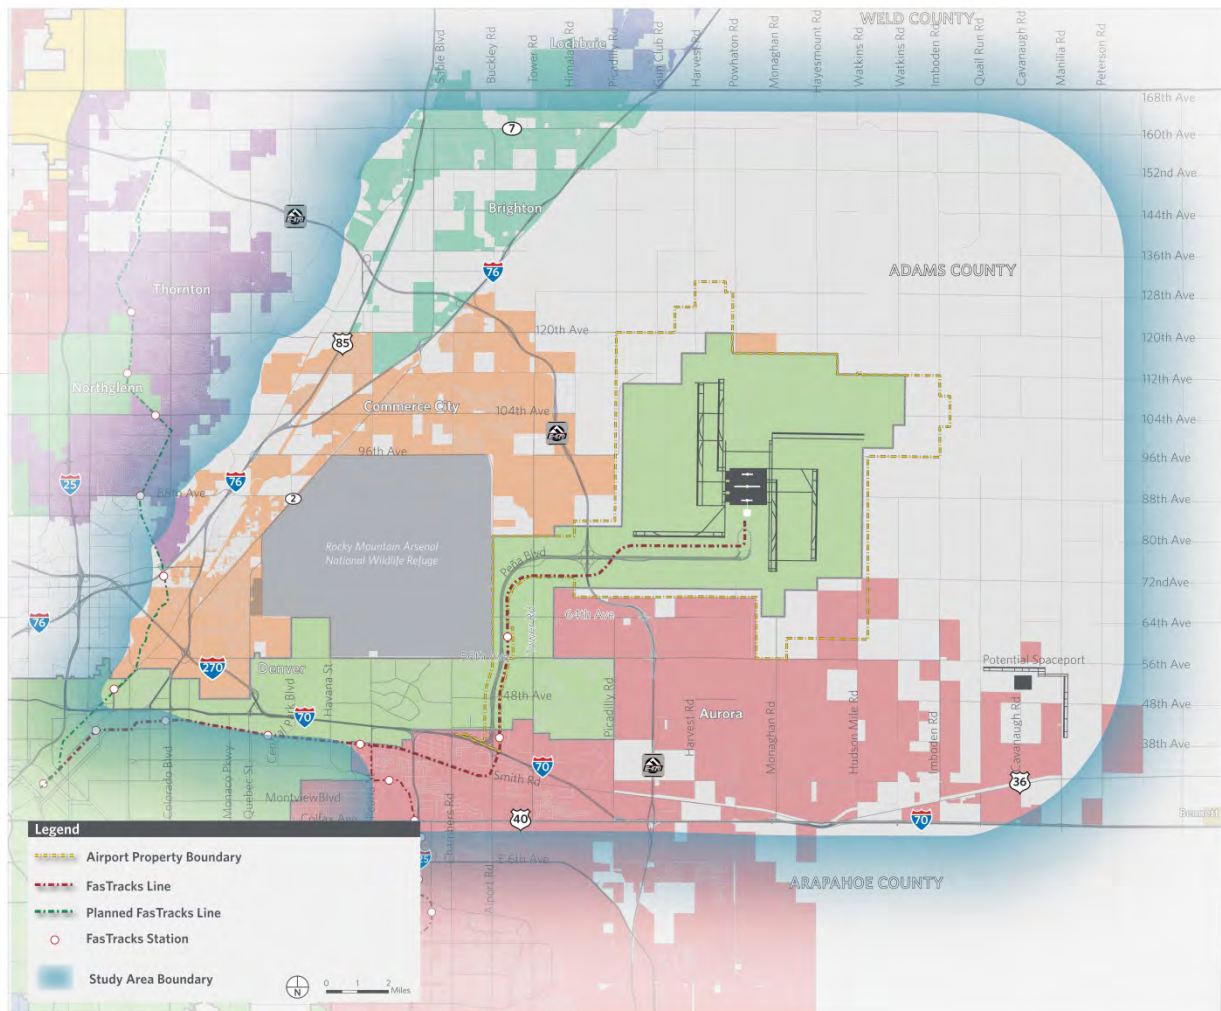 WELD COUNTY
Lochbuie
Sable Blvd
Buckley Rd
Tower Rd
Himalaya Rd
Picadilly Rd
Gun Club Rd
Harvest Rd
Powhaton Rd
Monaghan Rd
Hayesmount Rd
Watkins Rd
Watkins Rd
Imboden Rd
Quail Run Rd
Cavanaugh Rd
Manilia Rd
Peterson Rd
168th Ave
160th Ave
152nd Ave
144th Ave
136th Ave
128th Ave
120th Ave
112th Ave
104th Ave
96th Ave
88th Ave
80th Ave
72ndAve
64th Ave
56th Ave
48th Ave
38th Ave
7
Brighton
E-470
76
ADAMS COUNTY
Thornton
85
120th Ave
Northglenn
Commerce City
104th Ave
E-470
96th Ave
25
88th Ave
76
2
Rocky Mountain Arsenal
National Wildlife Refuge
Peña Blvd
76
64th Ave
Tower Rd
56th Ave
270
Denver
Havana St
Central Park Blvd
48th Ave
Picadilly Rd
70
Aurora
Potential Spaceport
Harvest Rd
Monaghan Rd
Hudson Mile Rd
Imboden Rd
Cavanaugh Rd
Colorado Blvd
Monaco Pkwy
Quebec St
Peoria St
Smith Rd
70
E-470
36
MontviewBlvd
Colfax Ave
Chambers Rd
40
70
Bennett
E 6th Ave
Airport Rd
ARAPAHOE COUNTY
Legend
Airport Property Boundary
FasTracks Line
Planned FasTracks Line
FasTracks Station
Study Area Boundary
N
0 1 2
Miles